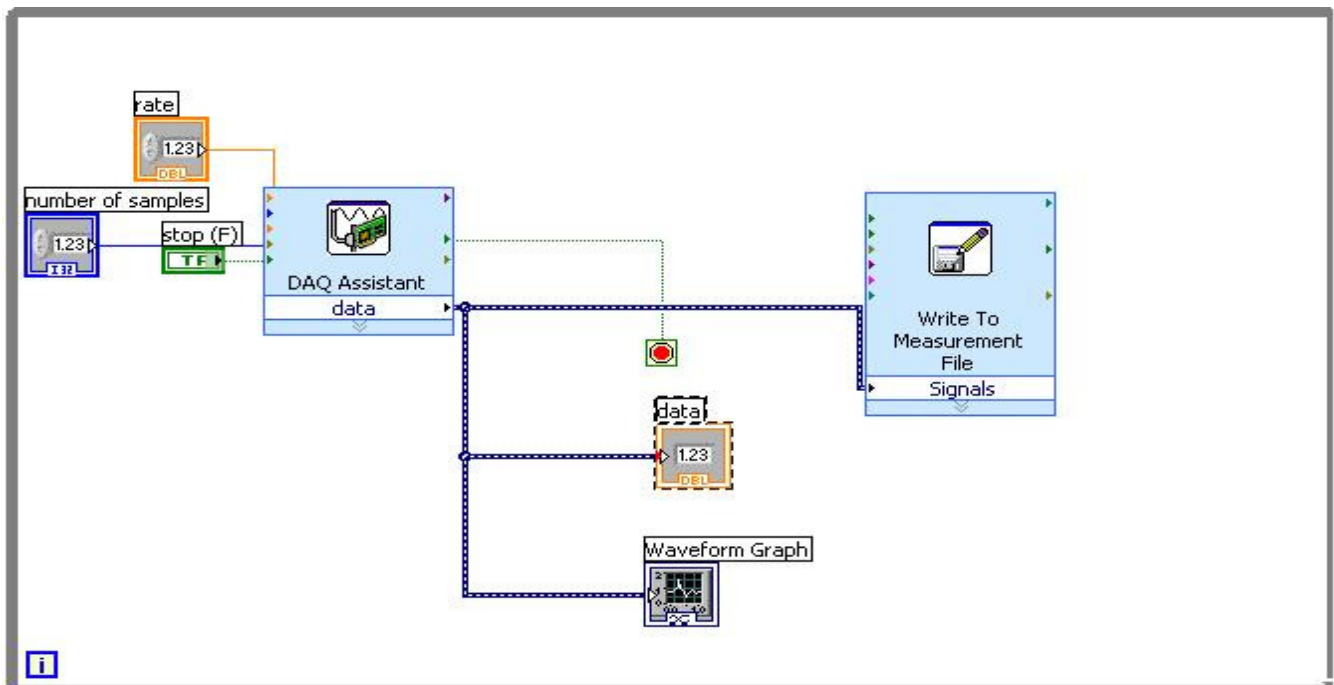 rate
1.23
DBL
number of samples
1.23
I32
stop (F)
TF
DAQ Assistant
data
Write To
Measurement
File
Signals
data
1.23
DBL
Waveform Graph
i